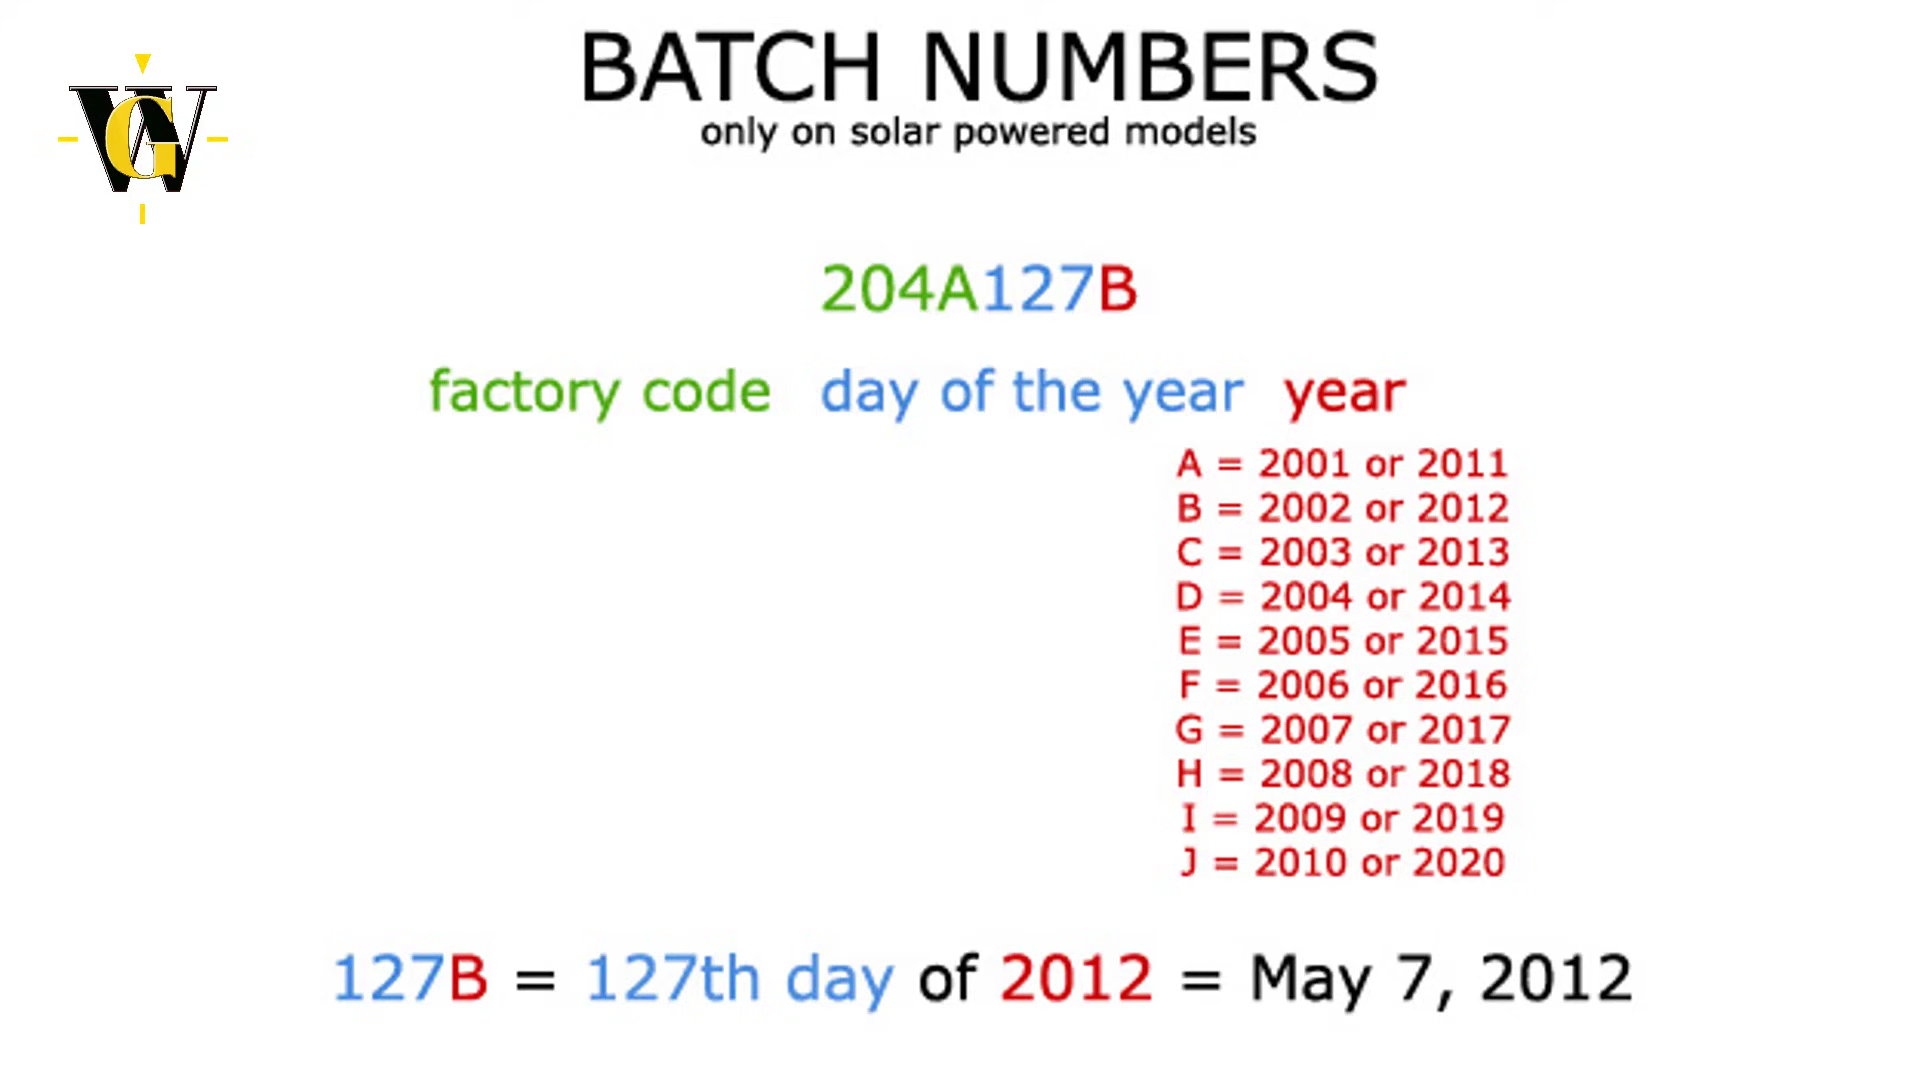 WG
BATCH NUMBERS
only on solar powered models
204A127B
factory code day of the year year
A = 2001 or 2011
B = 2002 or 2012
C = 2003 or 2013
D = 2004 or 2014
E = 2005 or 2015
F = 2006 or 2016
G = 2007 or 2017
H = 2008 or 2018
I = 2009 or 2019
J = 2010 or 2020
127B = 127th day of 2012 = May 7, 2012